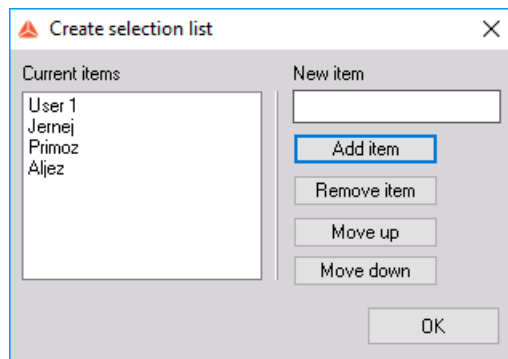 Create selection list
Current items
User 1
Jernej
Primoz
Aljez
New item
Add item
Remove item
Move up
Move down
OK